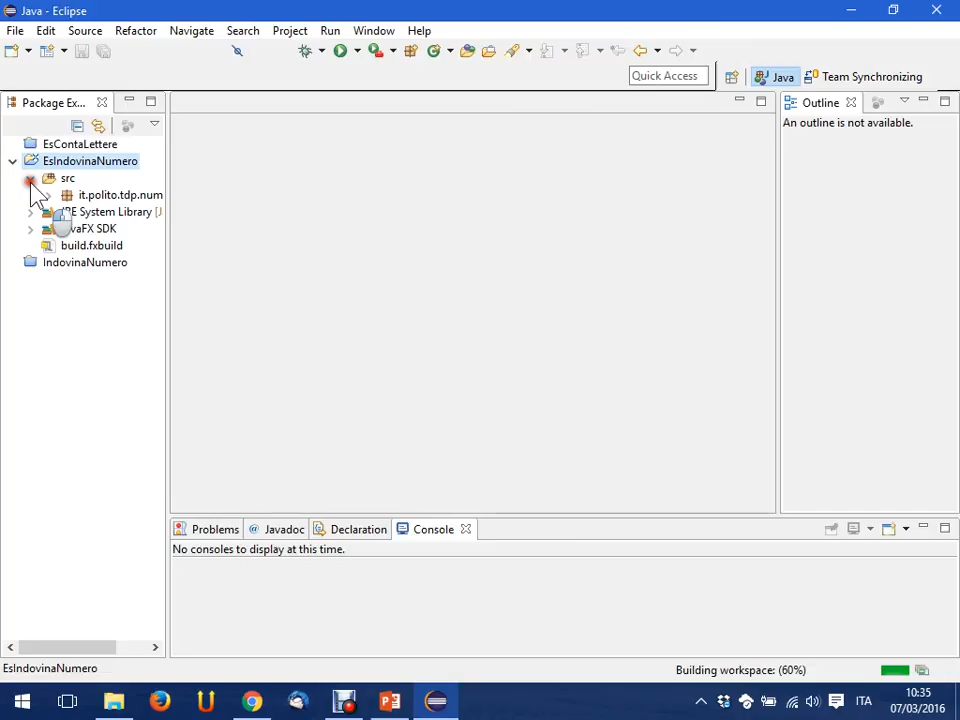 Java - Eclipse
File Edit Source Refactor Navigate Search Project Run Window Help
Quick Access
Java
Team Synchronizing
Package Ex...
Outline
An outline is not available.
EsContaLettere
EsIndovinaNumero
src
it.polito.tdp.num
System Library [J
SDK
build.fxbuild
IndovinaNumero
Problems
@ Javadoc
Declaration
Console
No consoles to display at this time.
EsIndovinaNumero
Building workspace: (60%)
ITA
10:35
07/03/2016